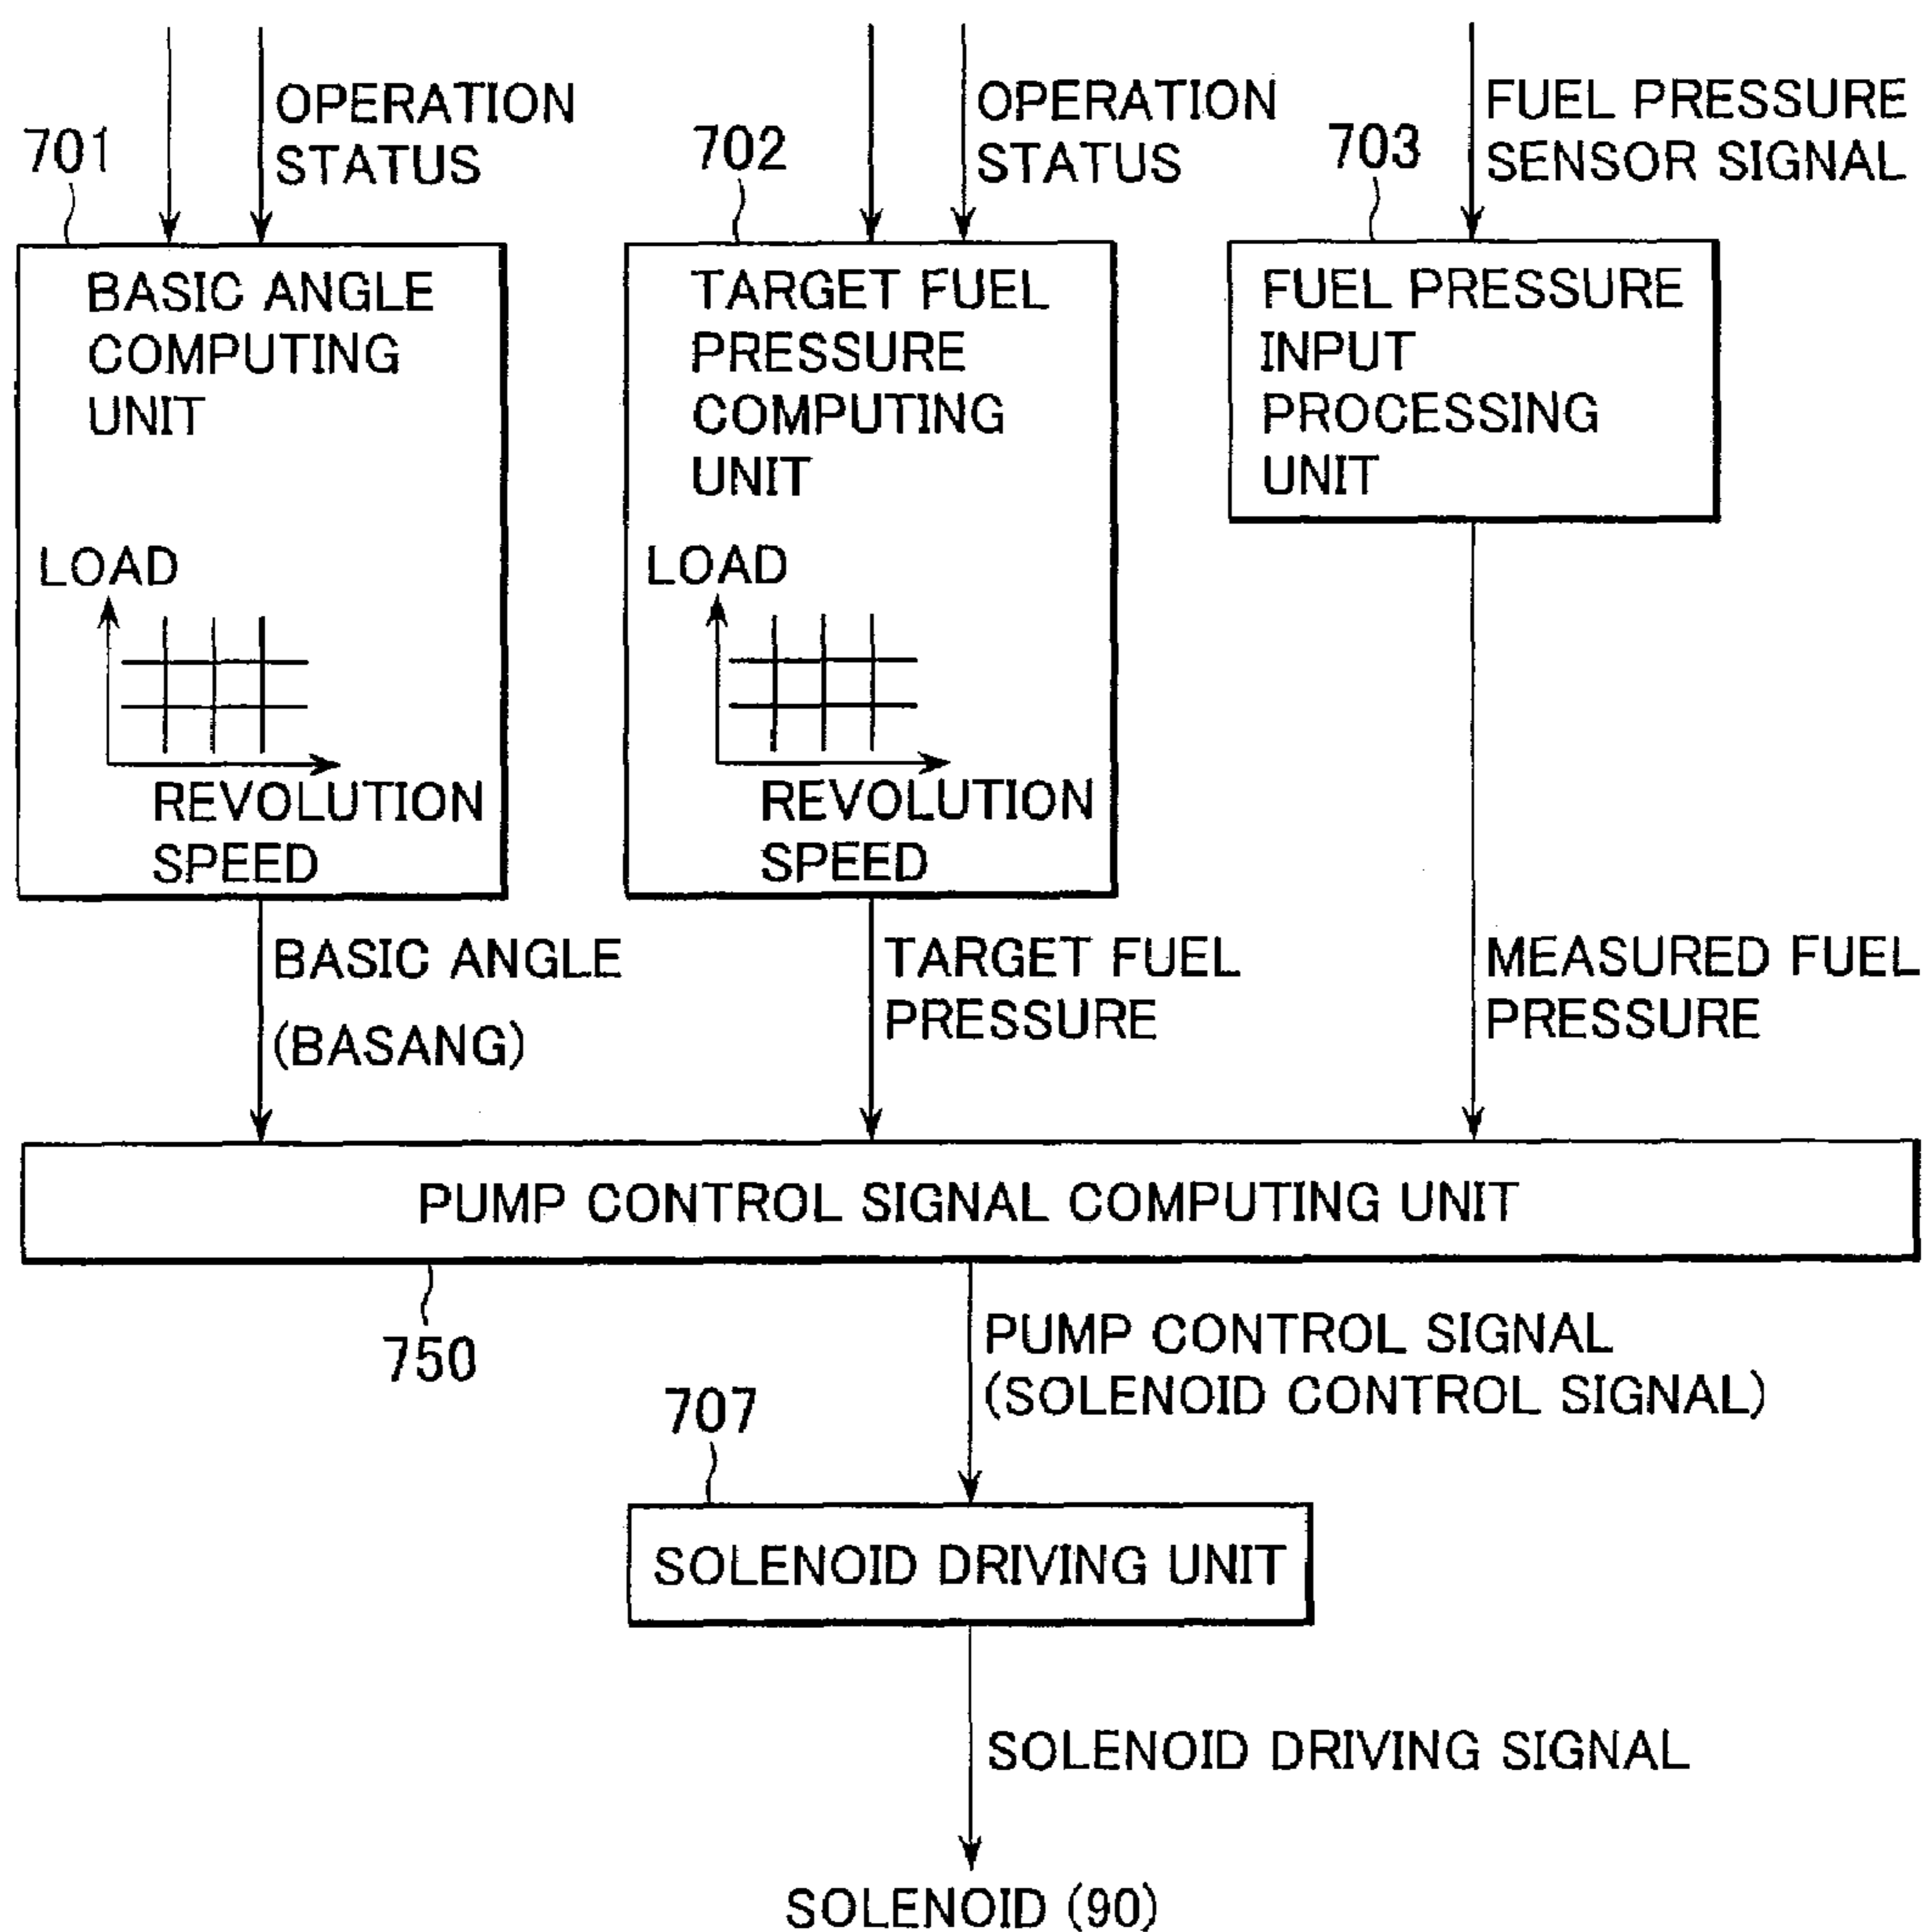 OPERATION
STATUS
701
OPERATION
STATUS
702
FUEL PRESSURE
SENSOR SIGNAL
703
BASIC ANGLE
COMPUTING
UNIT
LOAD
REVOLUTION
SPEED
TARGET FUEL
PRESSURE
COMPUTING
UNIT
LOAD
REVOLUTION
SPEED
FUEL PRESSURE
INPUT
PROCESSING
UNIT
BASIC ANGLE
(BASANG)
TARGET FUEL
PRESSURE
MEASURED FUEL
PRESSURE
PUMP CONTROL SIGNAL COMPUTING UNIT
750
PUMP CONTROL SIGNAL
(SOLENOID CONTROL SIGNAL)
707
SOLENOID DRIVING UNIT
SOLENOID DRIVING SIGNAL
SOLENOID (90)